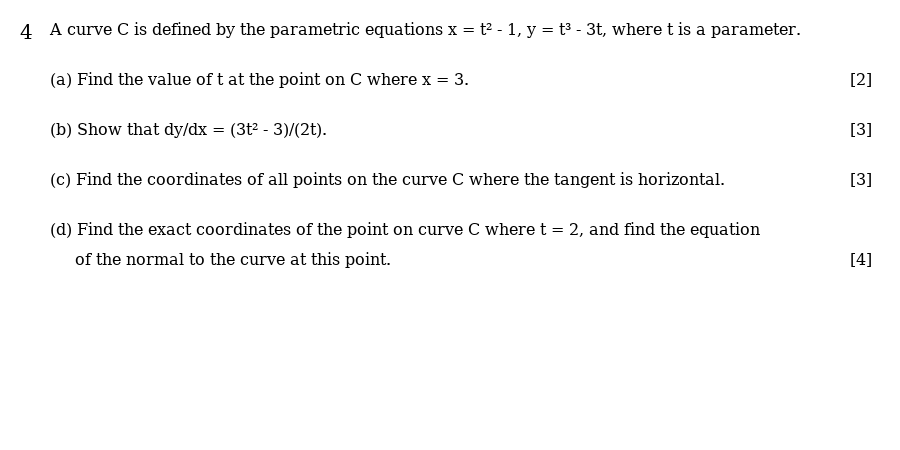 4 A curve C is defined by the parametric equations x = t² - 1, y = t³ - 3t, where t is a parameter.
(a) Find the value of t at the point on C where x = 3. [2]
(b) Show that dy/dx = (3t² - 3)/(2t). [3]
(c) Find the coordinates of all points on the curve C where the tangent is horizontal. [3]
(d) Find the exact coordinates of the point on curve C where t = 2, and find the equation
of the normal to the curve at this point. [4]